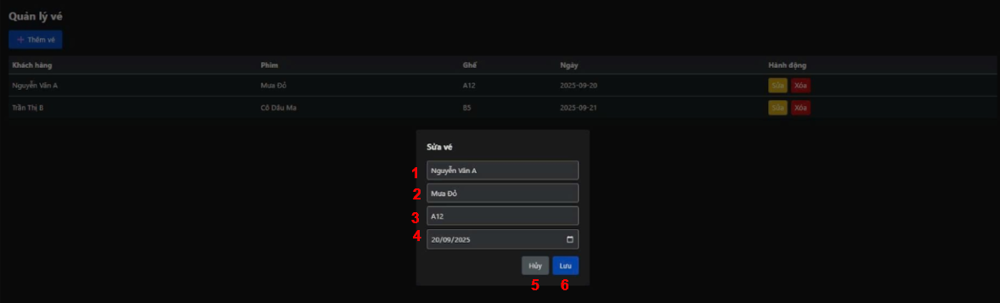 Quản lý vé
+ Thêm vé
Khách hàng Phim Ghế Ngày Hành động
Nguyễn Văn A Mưa Đỏ A12 2025-09-20 Sửa Xóa
Trần Thị B Cô Dâu Ma B5 2025-09-21 Sửa Xóa
Sửa vé
1 Nguyễn Văn A
2 Mưa Đỏ
3 A12
4 20/09/2025
Hủy Lưu
5 6